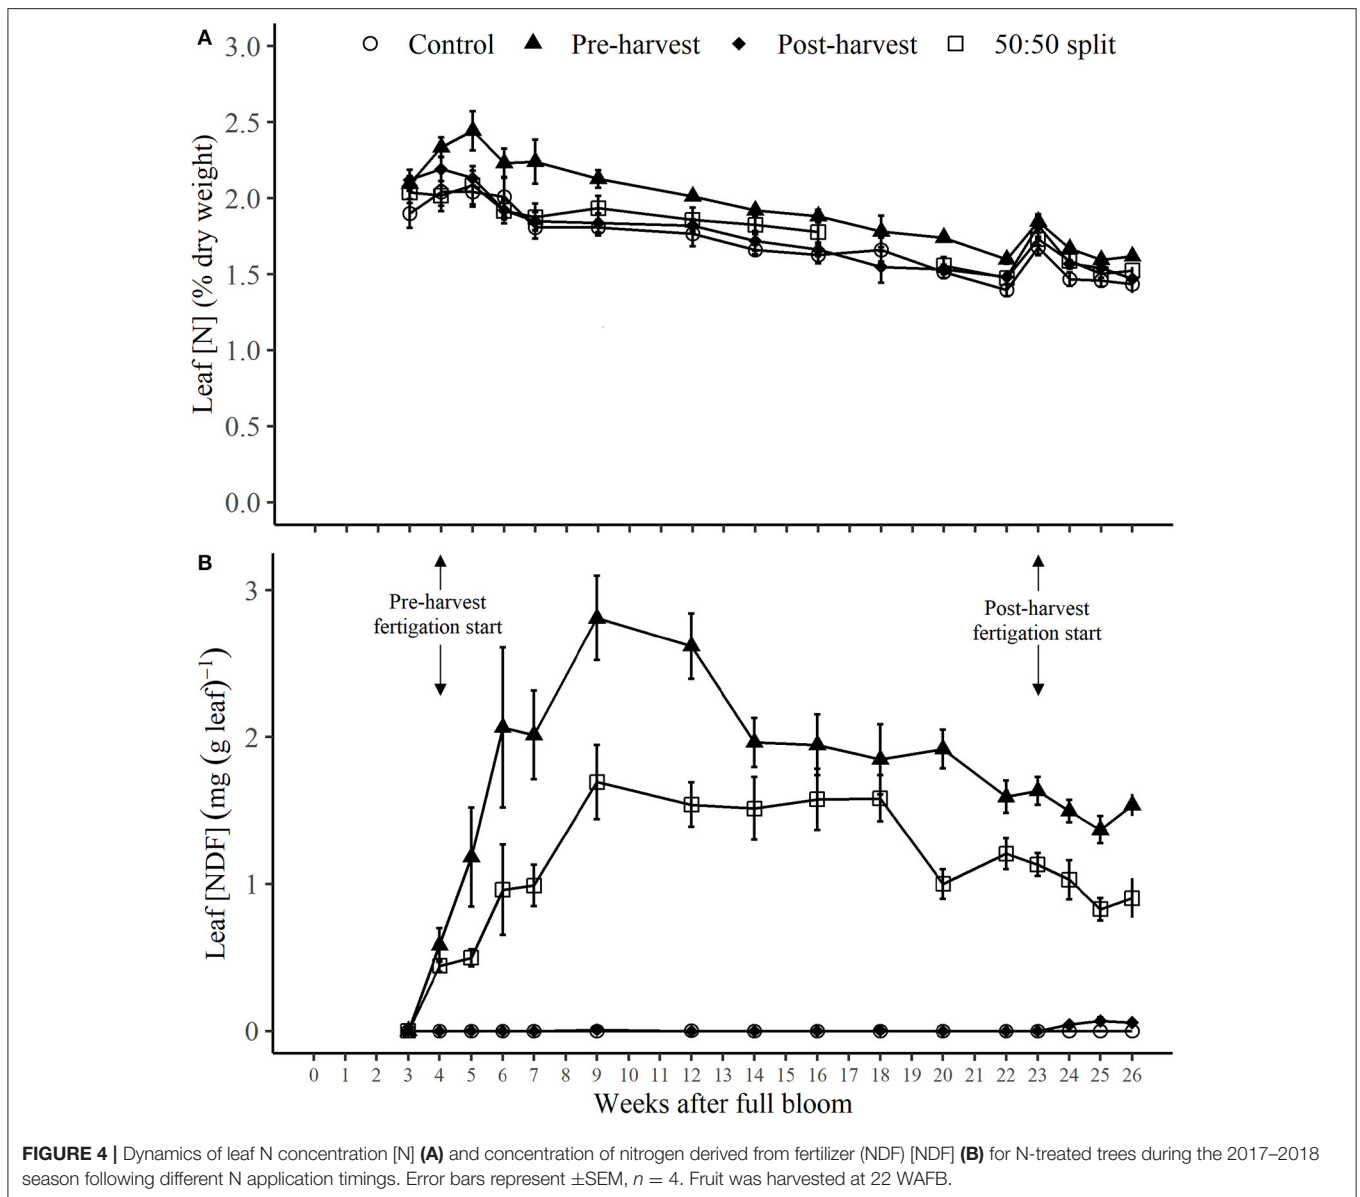 A
Control Pre-harvest Post-harvest 50:50 split
3.0
2.5
2.0
1.5
1.0
0.5
0.0
Leaf [N] (% dry weight)
B
Pre-harvest
fertigation start
Post-harvest
fertigation start
3
2
1
0
Leaf [NDF] (mg (g leaf)⁻¹)
0 1 2 3 4 5 6 7 8 9 10 11 12 13 14 15 16 17 18 19 20 21 22 23 24 25 26
Weeks after full bloom
FIGURE 4 | Dynamics of leaf N concentration [N] (A) and concentration of nitrogen derived from fertilizer (NDF) [NDF] (B) for N-treated trees during the 2017–2018
season following different N application timings. Error bars represent ±SEM, n = 4. Fruit was harvested at 22 WAFB.